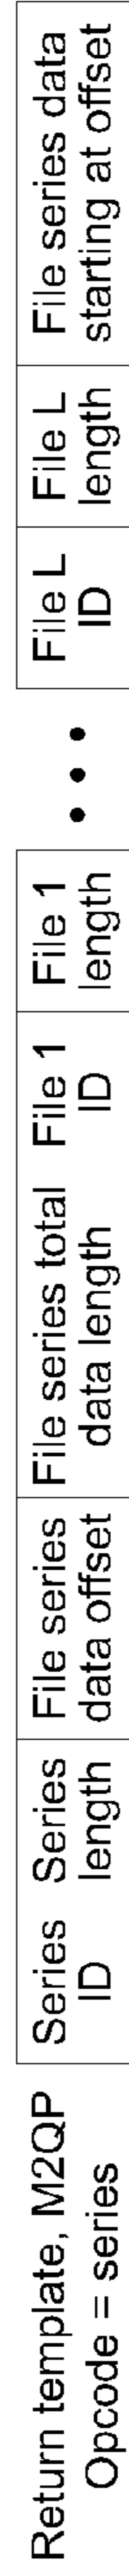 Return template, M2QP
Opcode = series
Series
ID
Series
length
File series
data offset
File series total
data length
File 1
ID
File 1
length
• • •
File L
ID
File L
length
File series data
starting at offset